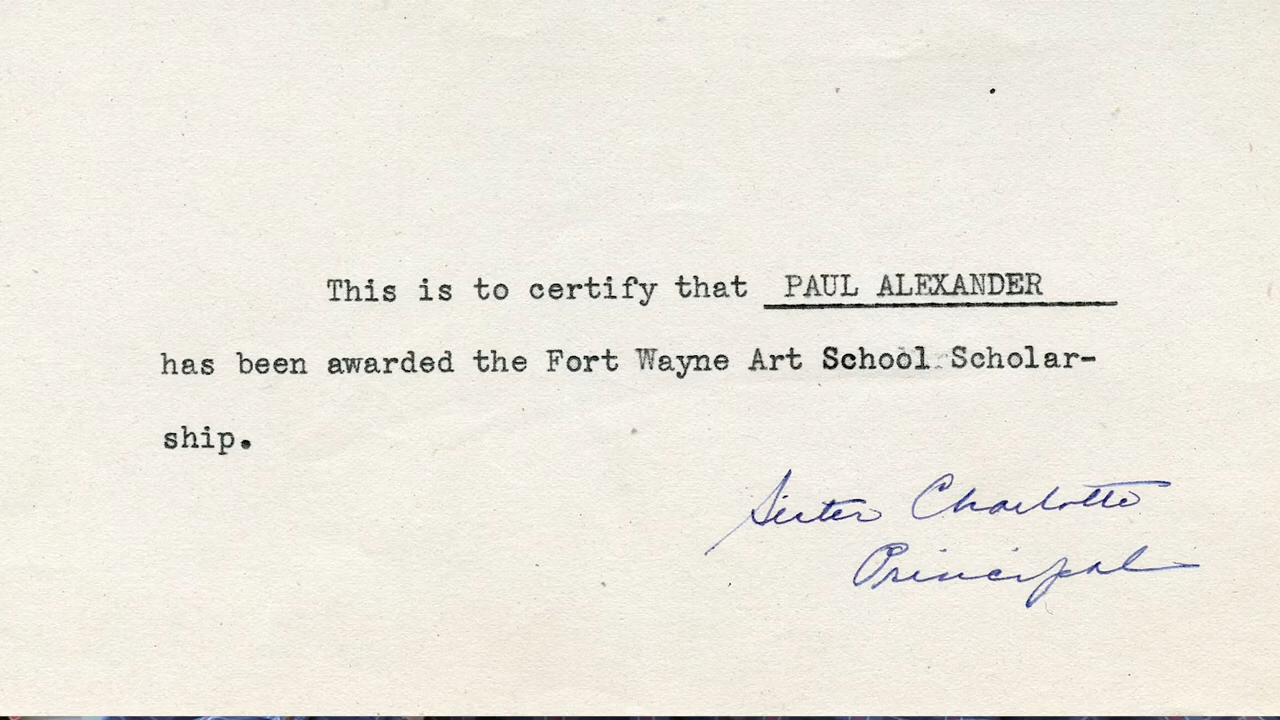 This is to certify that PAUL ALEXANDER
has been awarded the Fort Wayne Art School Scholar-
ship.
Sister Charlotte
Principal